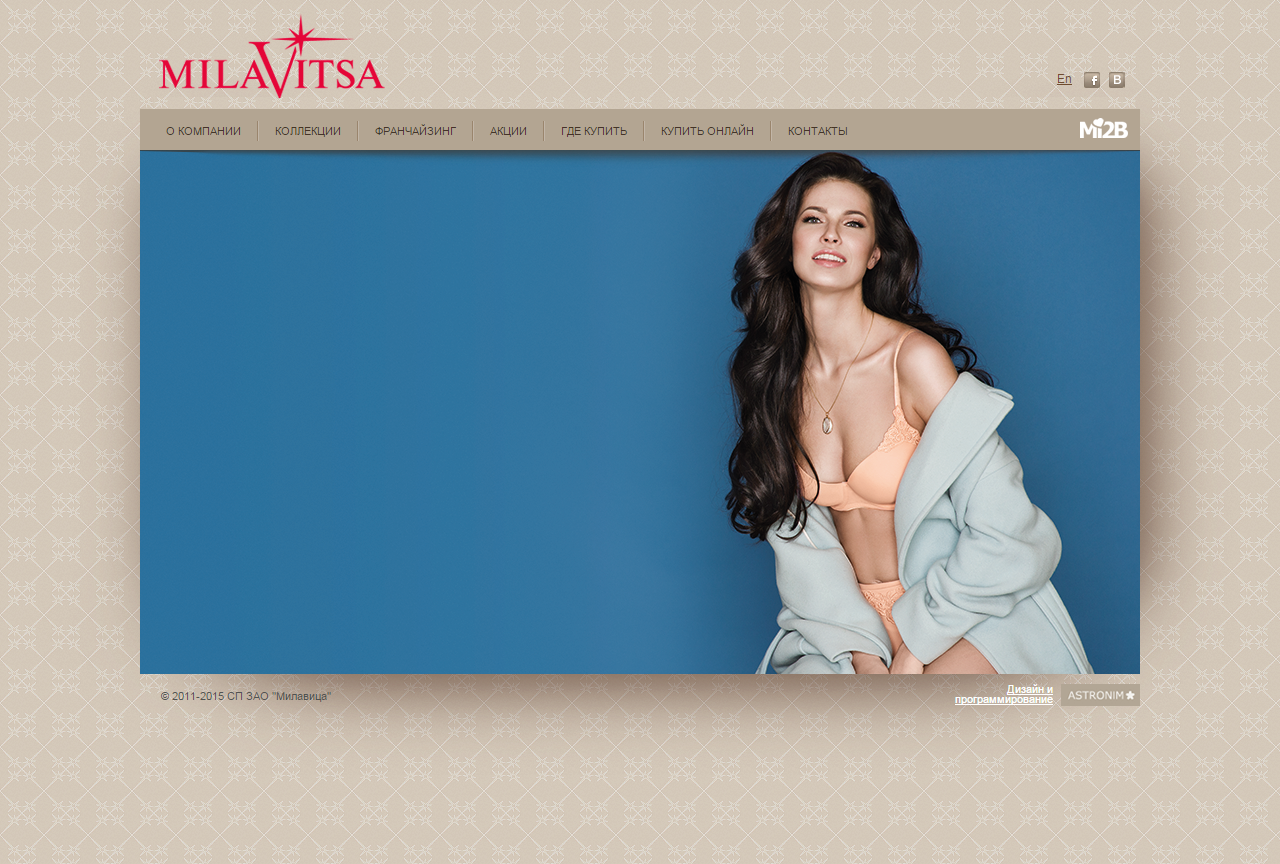 MILAVITSA
En
f B
О КОМПАНИИ КОЛЛЕКЦИИ ФРАНЧАЙЗИНГ АКЦИИ ГДЕ КУПИТЬ КУПИТЬ ОНЛАЙН КОНТАКТЫ Mi2B
© 2011-2015 СП ЗАО "Милавица"
Дизайн и
программирование
ASTRONIM